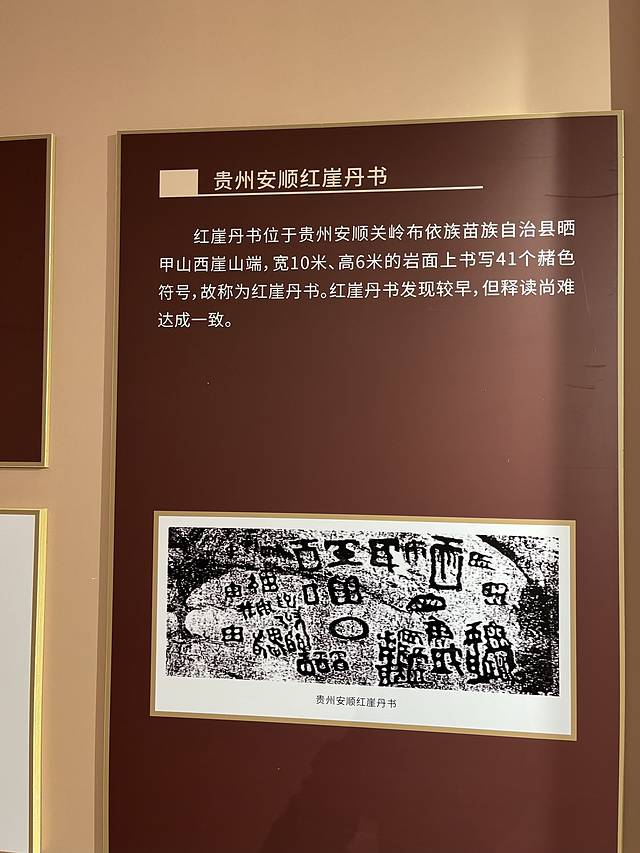 贵州安顺红崖丹书
红崖丹书位于贵州安顺关岭布依族苗族自治县晒
甲山西崖山端，宽10米、高6米的岩面上书写41个赭色
符号，故称为红崖丹书。红崖丹书发现较早，但释读尚难
达成一致。
贵州安顺红崖丹书